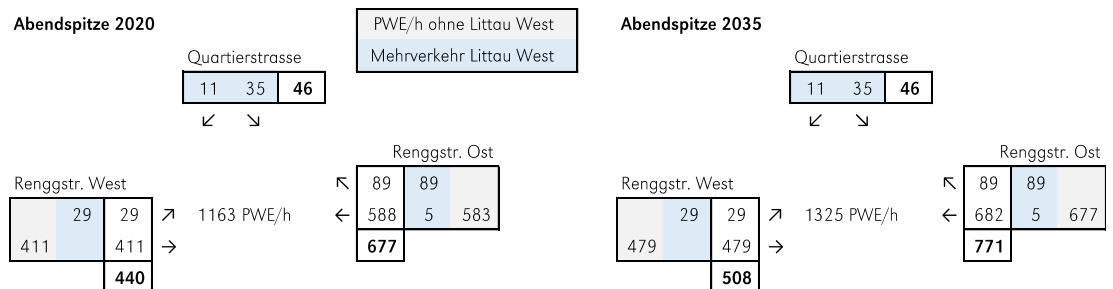 Abendspitze 2020
PWE/h ohne Littau West
Mehrverkehr Littau West
Quartierstrasse
11 35 46
↙ ↘
Renggstr. West
29 29 ↗
411 411 →
440
1163 PWE/h
Renggstr. Ost
↖ 89 89
← 588 5 583
677
Abendspitze 2035
Quartierstrasse
11 35 46
↙ ↘
Renggstr. West
29 29 ↗
479 479 →
508
1325 PWE/h
Renggstr. Ost
↖ 89 89
← 682 5 677
771